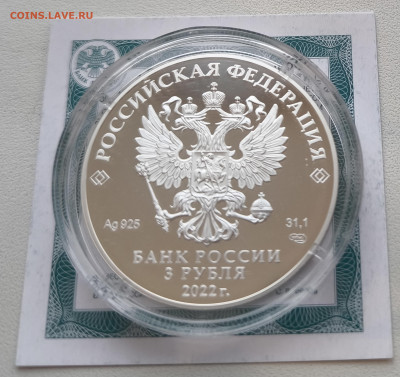 COINS.LAVE.RU
РОССИЙСКАЯ ФЕДЕРАЦИЯ
Ag 925
31,1
БАНК РОССИИ
3 РУБЛЯ
2022 г.